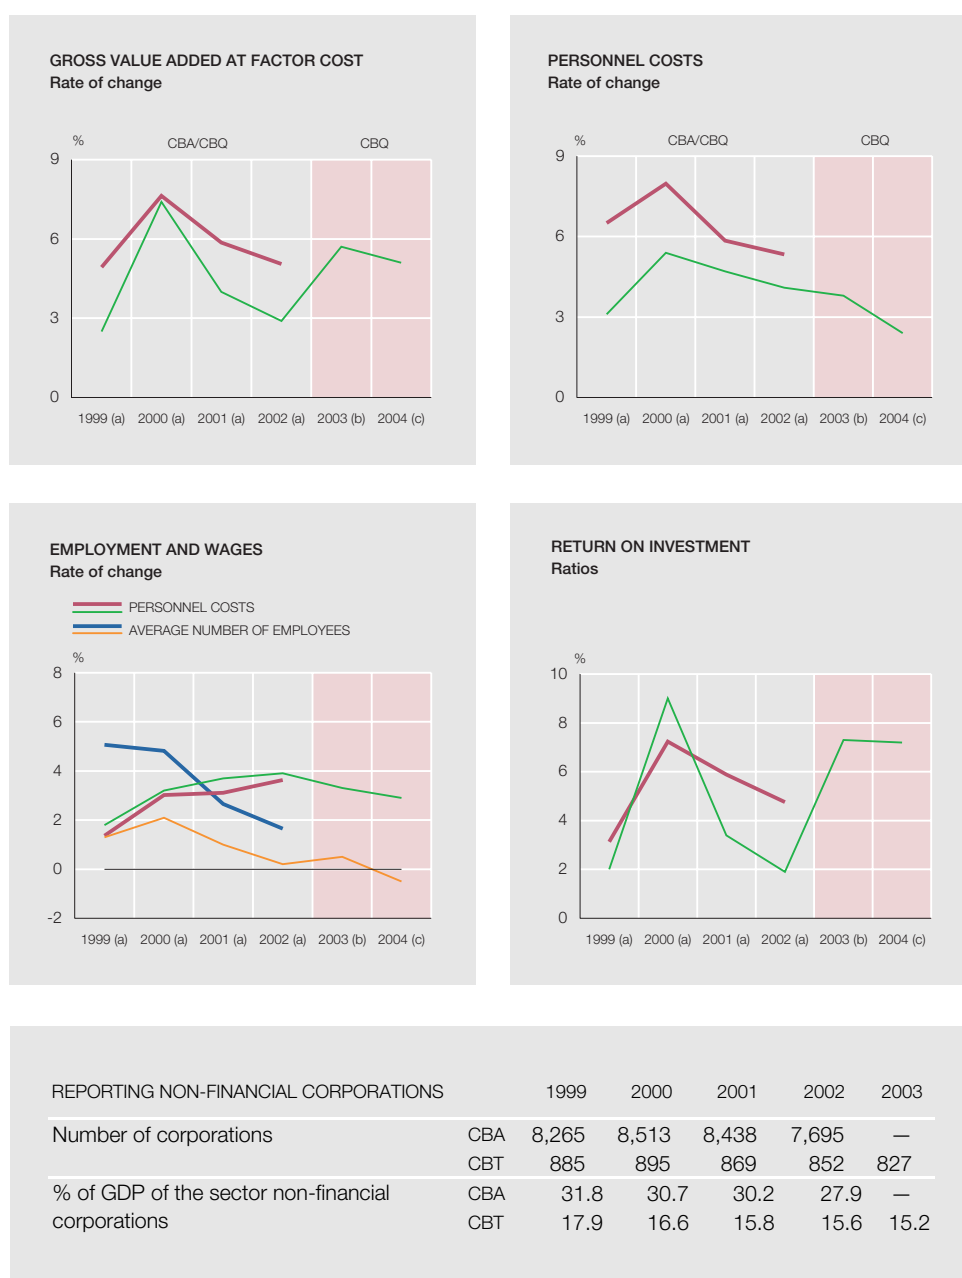 GROSS VALUE ADDED AT FACTOR COST
Rate of change
%
CBA/CBQ
CBQ
9
6
3
0
1999 (a) 2000 (a) 2001 (a) 2002 (a) 2003 (b) 2004 (c)
PERSONNEL COSTS
Rate of change
%
CBA/CBQ
CBQ
9
6
3
0
1999 (a) 2000 (a) 2001 (a) 2002 (a) 2003 (b) 2004 (c)
EMPLOYMENT AND WAGES
Rate of change
PERSONNEL COSTS
AVERAGE NUMBER OF EMPLOYEES
%
8
6
4
2
0
-2
1999 (a) 2000 (a) 2001 (a) 2002 (a) 2003 (b) 2004 (c)
RETURN ON INVESTMENT
Ratios
%
10
8
6
4
2
0
1999 (a) 2000 (a) 2001 (a) 2002 (a) 2003 (b) 2004 (c)
REPORTING NON-FINANCIAL CORPORATIONS 1999 2000 2001 2002 2003
Number of corporations CBA 8,265 8,513 8,438 7,695 —
CBT 885 895 869 852 827
% of GDP of the sector non-financial CBA 31.8 30.7 30.2 27.9 —
corporations CBT 17.9 16.6 15.8 15.6 15.2